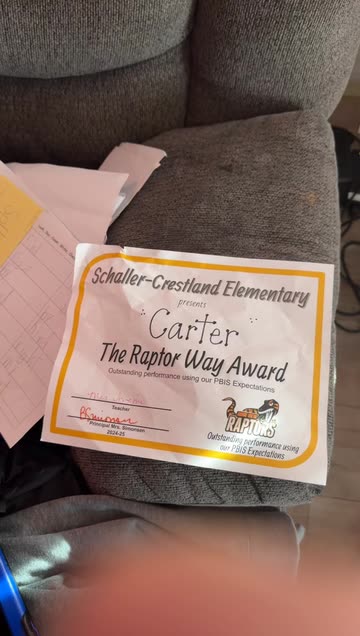 Schaller-Crestland Elementary
presents
"Carter"
The Raptor Way Award
Outstanding performance using our PBIS Expectations
Teacher
Principal Mrs. Simonsen
2024-25
RAPTORS
Outstanding performance using
our PBIS Expectations